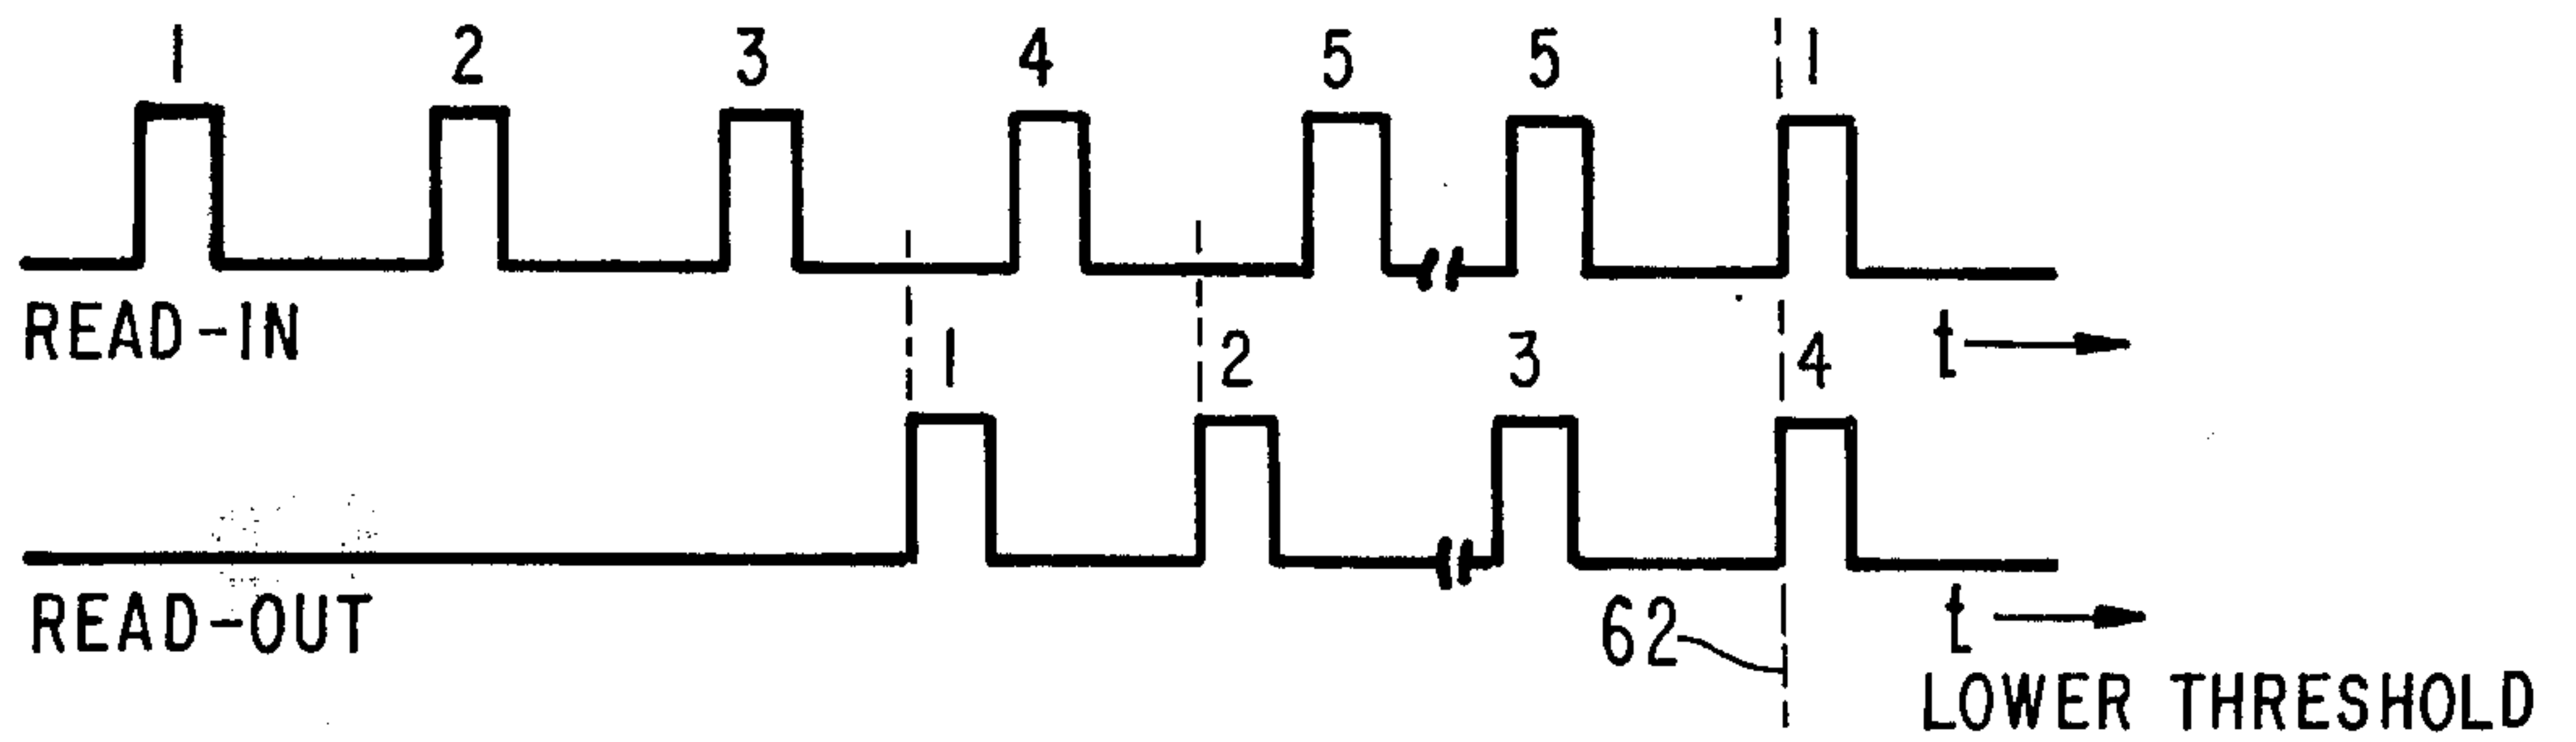 1 2 3 4 5 5 1
READ-IN
t
1 2 3 4
READ-OUT
62
t
LOWER THRESHOLD